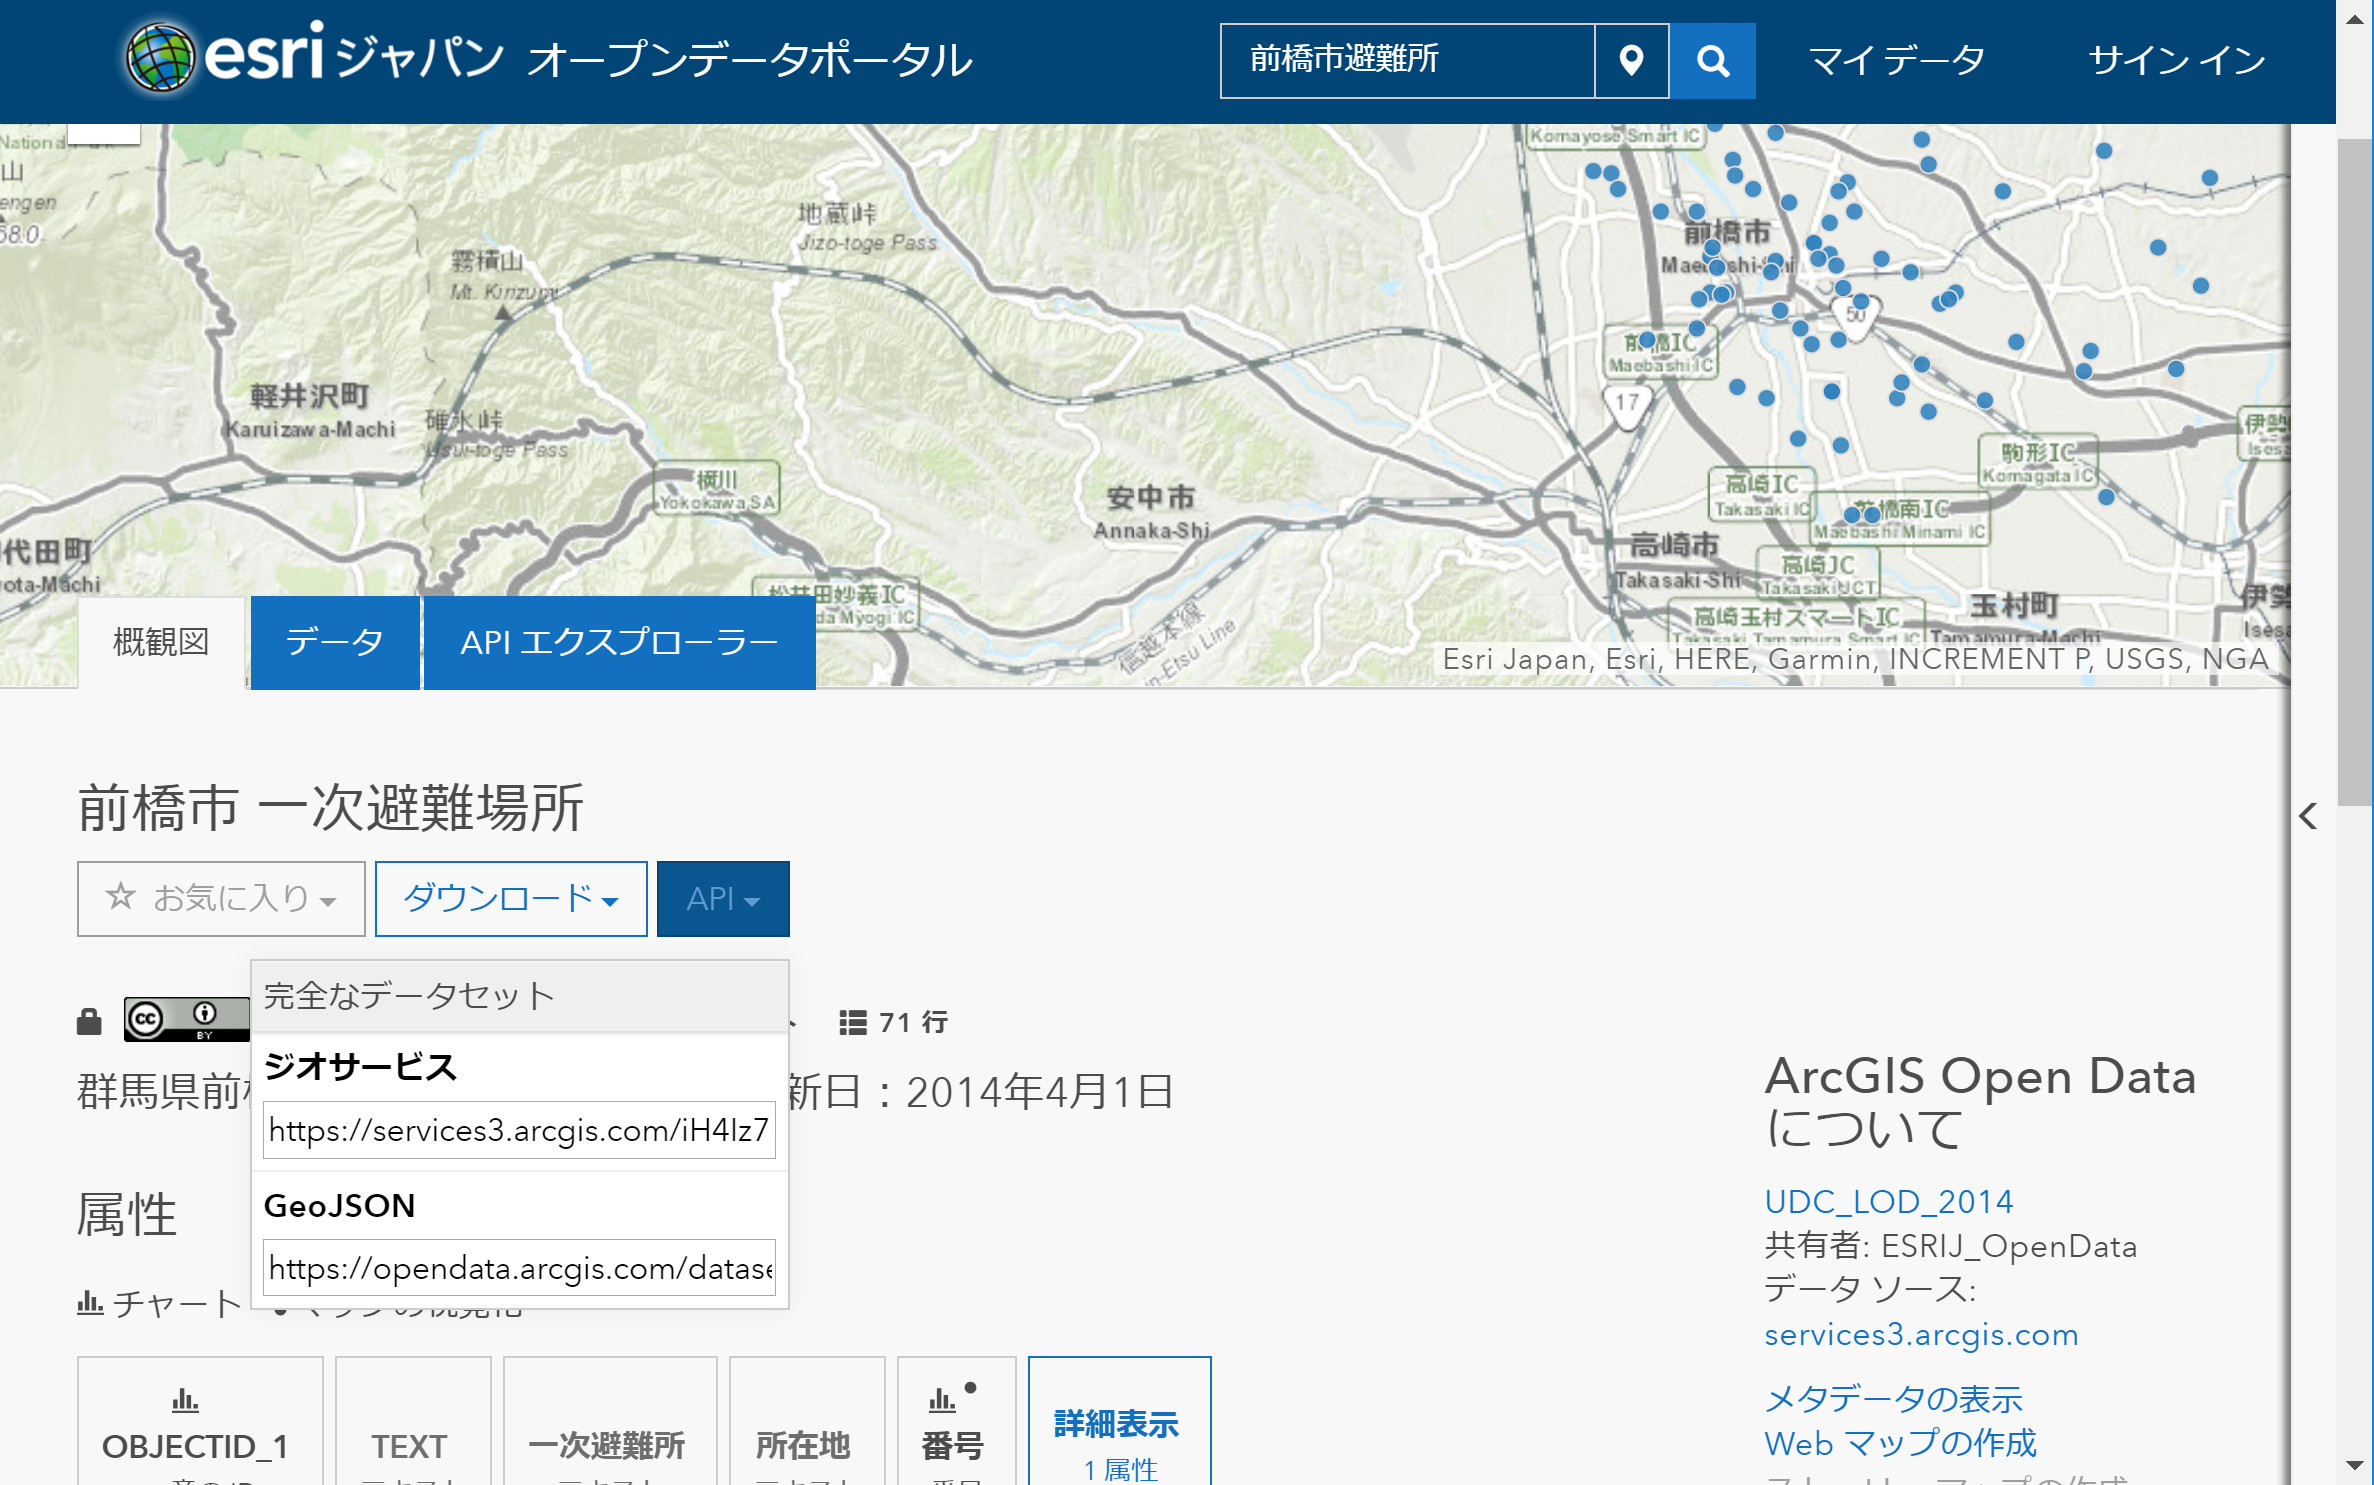 esri ジャパン オープンデータポータル
前橋市避難所
マイ データ
サイン イン
Komayose Smart IC
山
engen
68.0
地蔵峠
Jizo-toge Pass
霧積山
Mt. Kinzumi
前橋市
Maebashi-Shi
50
前橋IC
Maebashi IC
17
軽井沢町
Karuizawa-Machi
碓氷峠
Usui-toge Pass
横川
Yokokawa SA
安中市
Annaka-Shi
駒形IC
Komagata IC
高崎IC
Takasaki IC
前橋南IC
Maebashi Minami IC
高崎市
Takasaki-Shi
高崎JC
Takasaki JCT
代田町
yota-Machi
高崎玉村スマートIC
Takasaki Tamamura Smart IC
玉村町
Tamamura-Machi
伊勢
Isesa
松井田妙義IC
da Myogi IC
信越本線
n-Etsu Line
Esri Japan, Esri, HERE, Garmin, INCREMENT P, USGS, NGA
概観図
データ
API エクスプローラー
前橋市 一次避難場所
お気に入り
ダウンロード
API
完全なデータセット
cc BY
71 行
ジオサービス
https://services3.arcgis.com/iH4Iz7
群馬県前
新日：2014年4月1日
GeoJSON
https://opendata.arcgis.com/datase
属性
チャート
OBJECTID_1
TEXT
一次避難所
所在地
番号
詳細表示
1 属性
ArcGIS Open Data
について
UDC_LOD_2014
共有者: ESRIJ_OpenData
データ ソース:
services3.arcgis.com
メタデータの表示
Web マップの作成